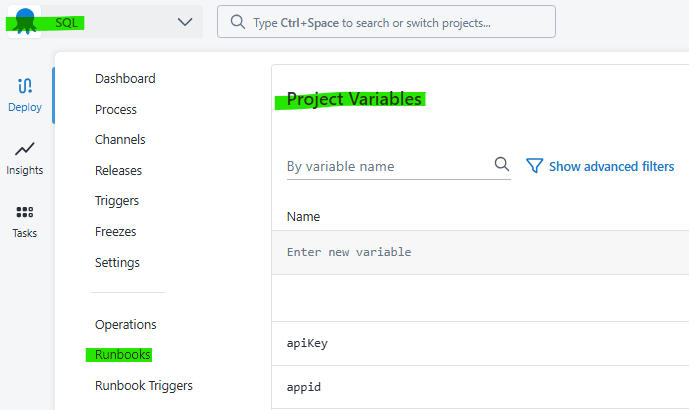 SQL
Type Ctrl+Space to search or switch projects...
Deploy
Insights
Tasks
Dashboard
Process
Channels
Releases
Triggers
Freezes
Settings
Operations
Runbooks
Runbook Triggers
Project Variables
By variable name
Show advanced filters
Name
Enter new variable
apiKey
appid